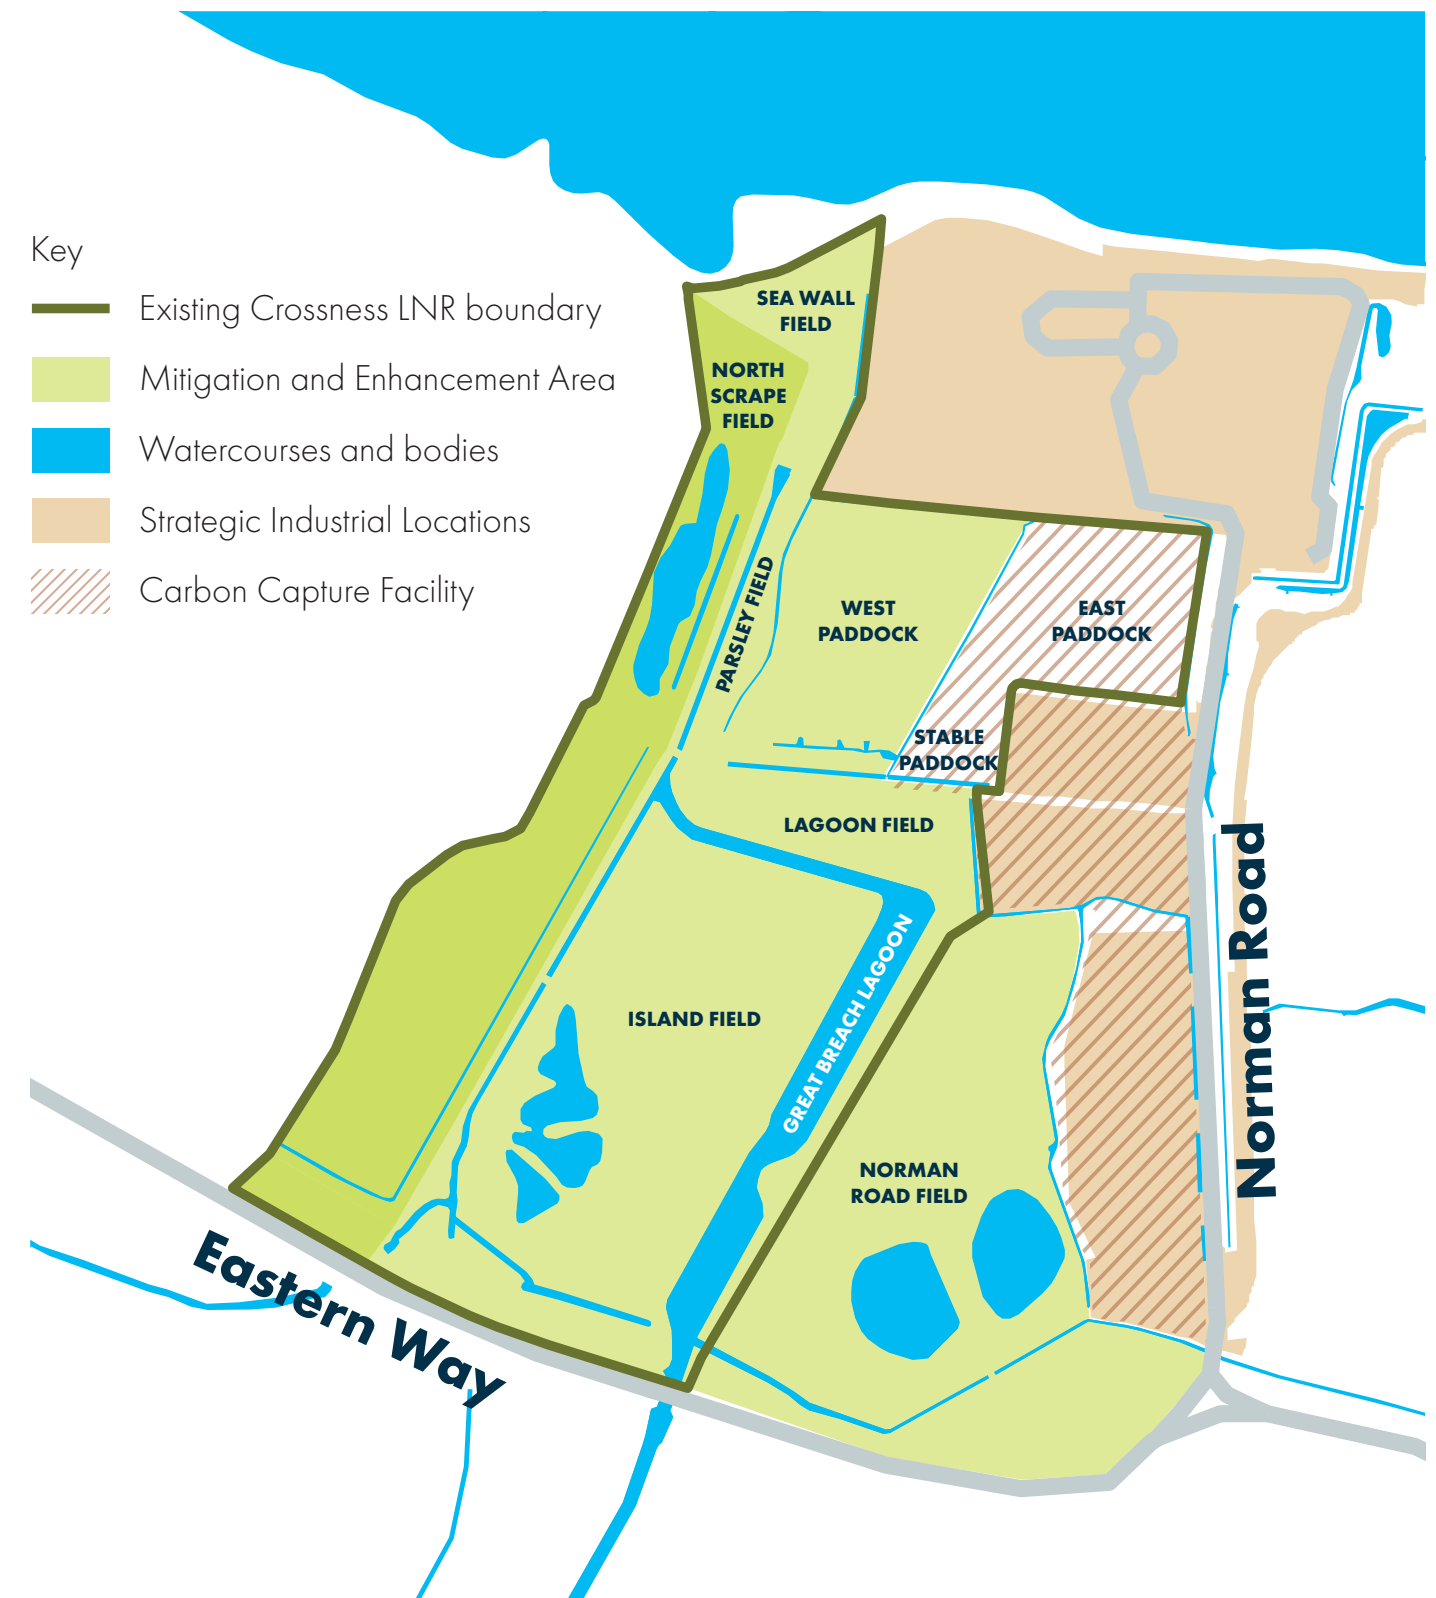 Key
Existing Crossness LNR boundary
Mitigation and Enhancement Area
Watercourses and bodies
Strategic Industrial Locations
Carbon Capture Facility
SEA WALL
FIELD
NORTH
SCRAPE
FIELD
PARSLEY FIELD
WEST
PADDOCK
EAST
PADDOCK
STABLE
PADDOCK
LAGOON FIELD
GREAT BREACH LAGOON
ISLAND FIELD
NORMAN
ROAD FIELD
Norman Road
Eastern Way